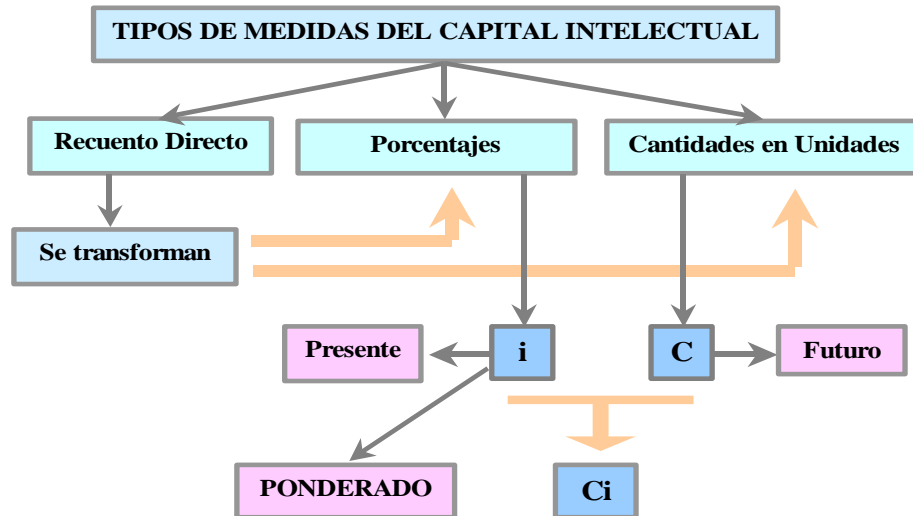 TIPOS DE MEDIDAS DEL CAPITAL INTELECTUAL
Recuento Directo
Porcentajes
Cantidades en Unidades
Se transforman
Presente
i
C
Futuro
PONDERADO
Ci